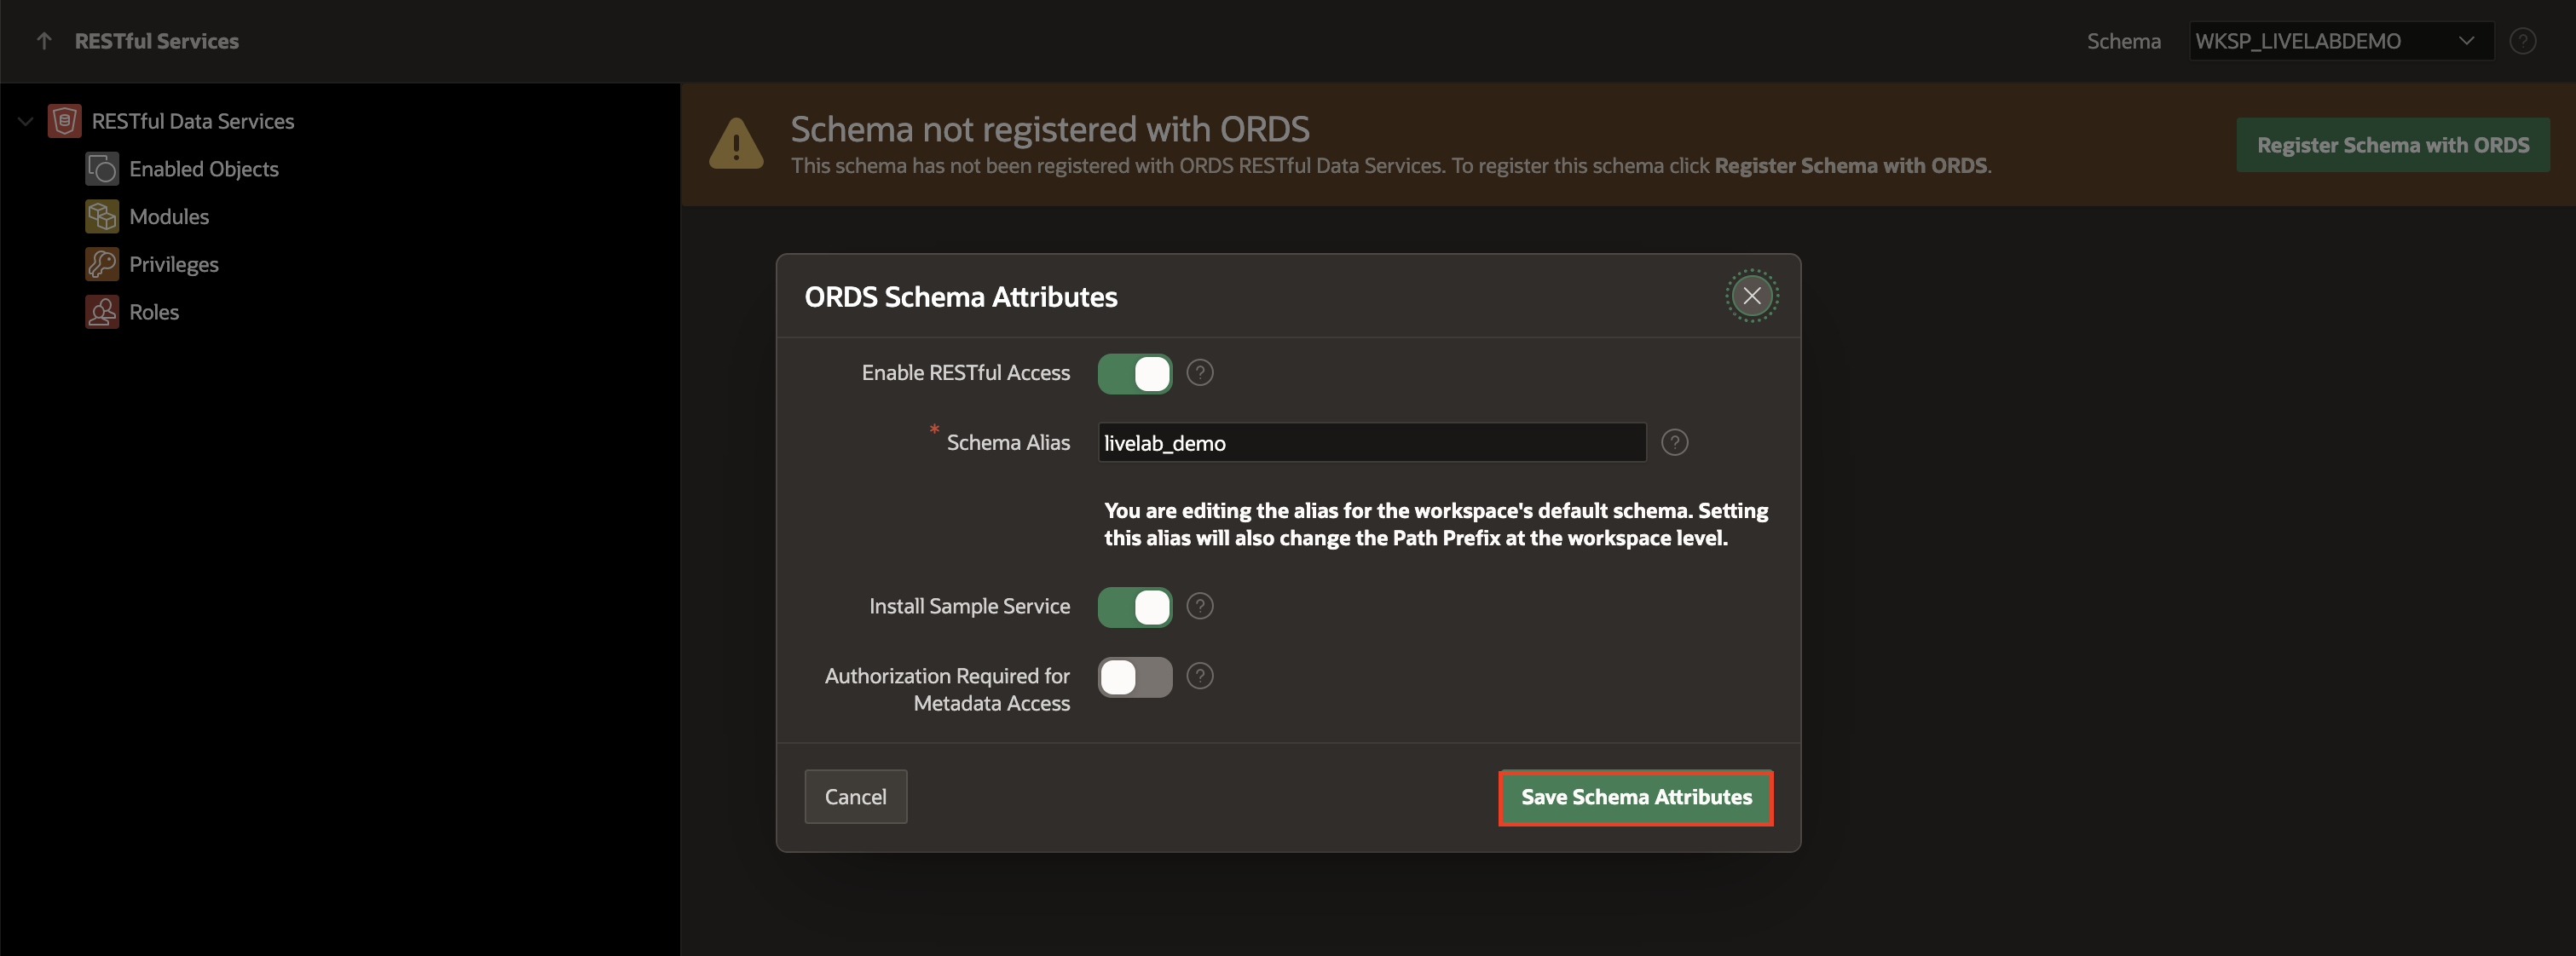 RESTful Services
Schema
WKSP_LIVELABDEMO
RESTful Data Services
Enabled Objects
Modules
Privileges
Roles
Schema not registered with ORDS
This schema has not been registered with ORDS RESTful Data Services. To register this schema click Register Schema with ORDS.
Register Schema with ORDS
ORDS Schema Attributes
Enable RESTful Access
* Schema Alias
livelab_demo
You are editing the alias for the workspace's default schema. Setting
this alias will also change the Path Prefix at the workspace level.
Install Sample Service
Authorization Required for
Metadata Access
Cancel
Save Schema Attributes